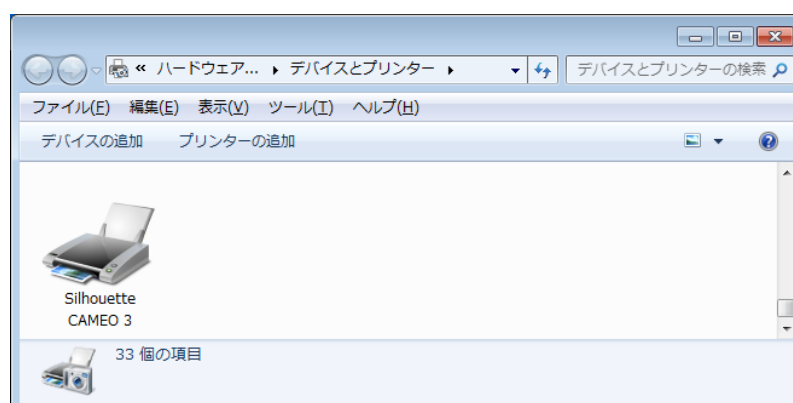 « ハードウェア... ▸ デバイスとプリンター ▸ デバイスとプリンターの検索
ファイル(F) 編集(E) 表示(V) ツール(T) ヘルプ(H)
デバイスの追加 プリンターの追加
Silhouette
CAMEO 3
33 個の項目